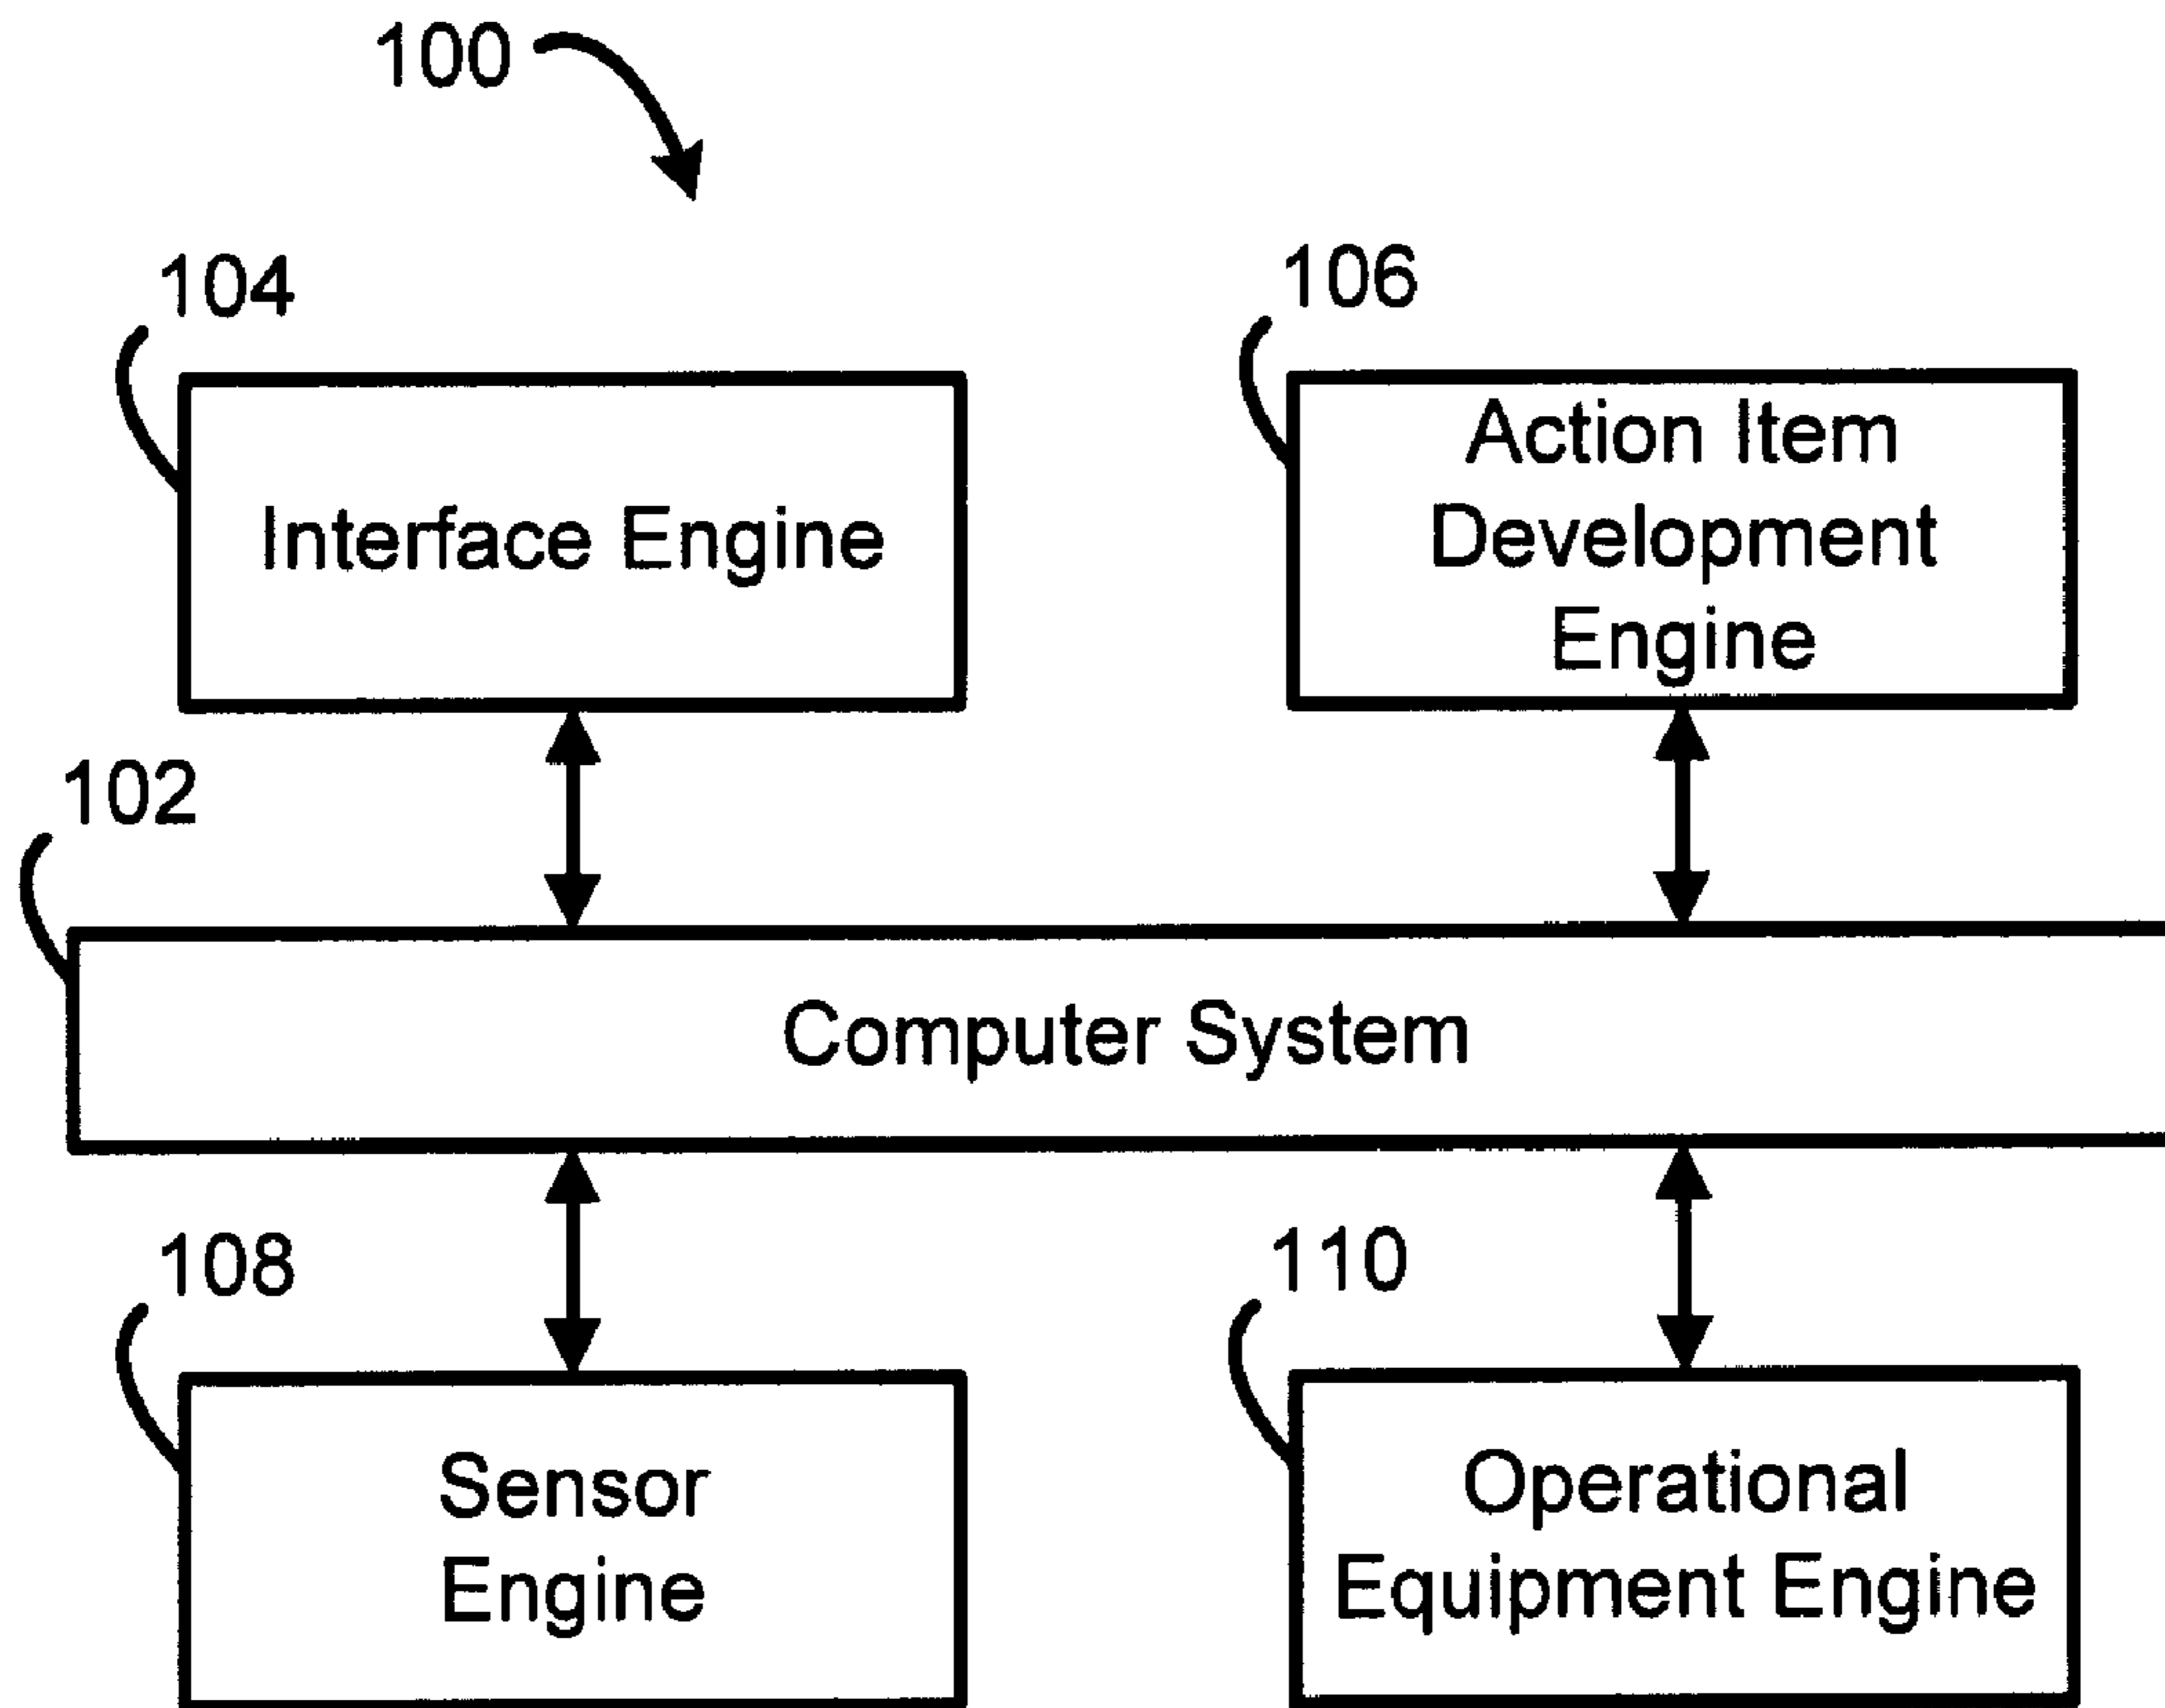 100
104
106
Interface Engine
Action Item
Development
Engine
102
Computer System
108
110
Sensor
Engine
Operational
Equipment Engine